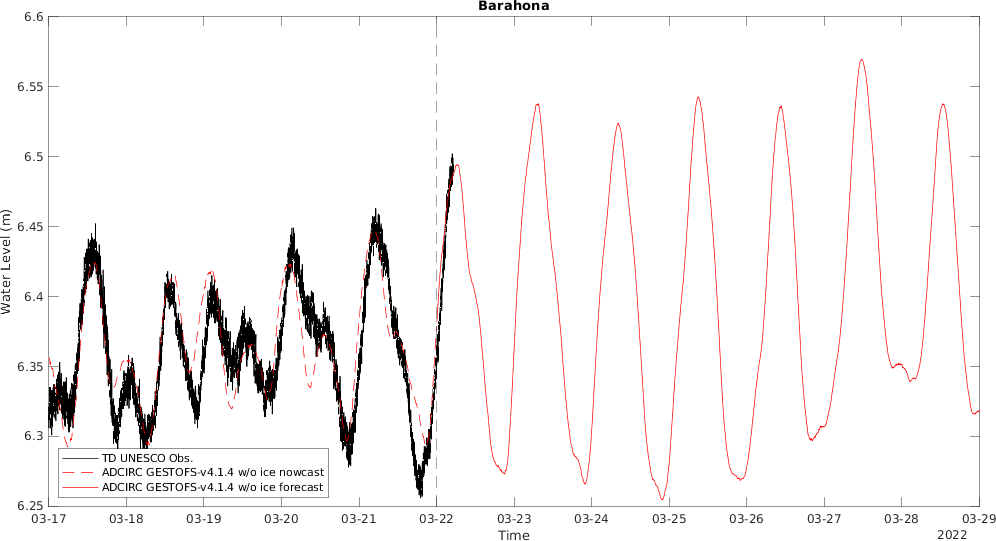 Barahona
6.6
6.55
6.5
6.45
6.4
6.35
6.3
6.25
Water Level (m)
TD UNESCO Obs.
ADCIRC GESTOFS-v4.1.4 w/o ice nowcast
ADCIRC GESTOFS-v4.1.4 w/o ice forecast
03-17 03-18 03-19 03-20 03-21 03-22 03-23 03-24 03-25 03-26 03-27 03-28 03-29
Time
2022